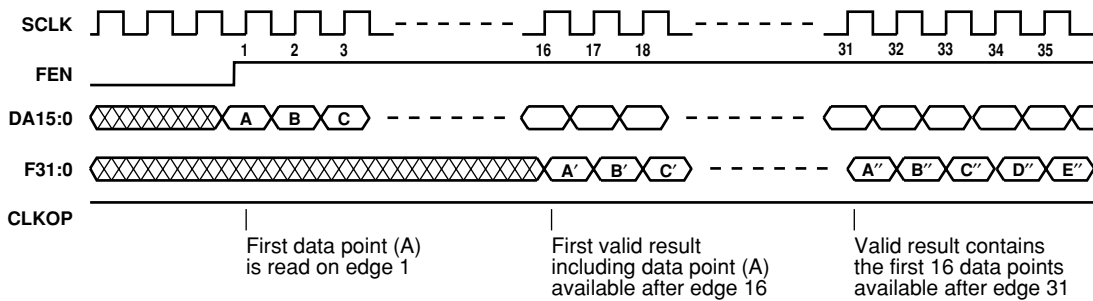 SCLK
1 2 3 16 17 18 31 32 33 34 35
FEN
DA15:0 A B C
F31:0 A′ B′ C′ A″ B″ C″ D″ E″
CLKOP
First data point (A)
is read on edge 1
First valid result
including data point (A)
available after edge 16
Valid result contains
the first 16 data points
available after edge 31